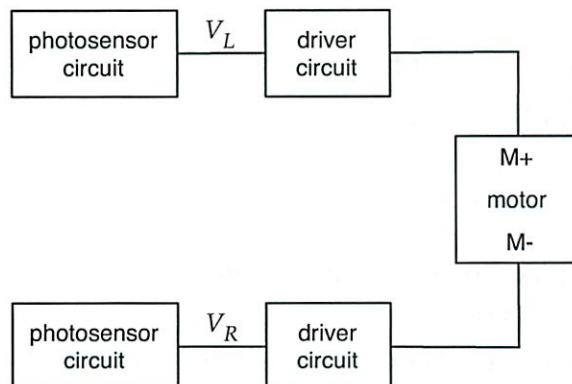 photosensor
circuit
V_L
driver
circuit
M+
motor
M-
photosensor
circuit
V_R
driver
circuit